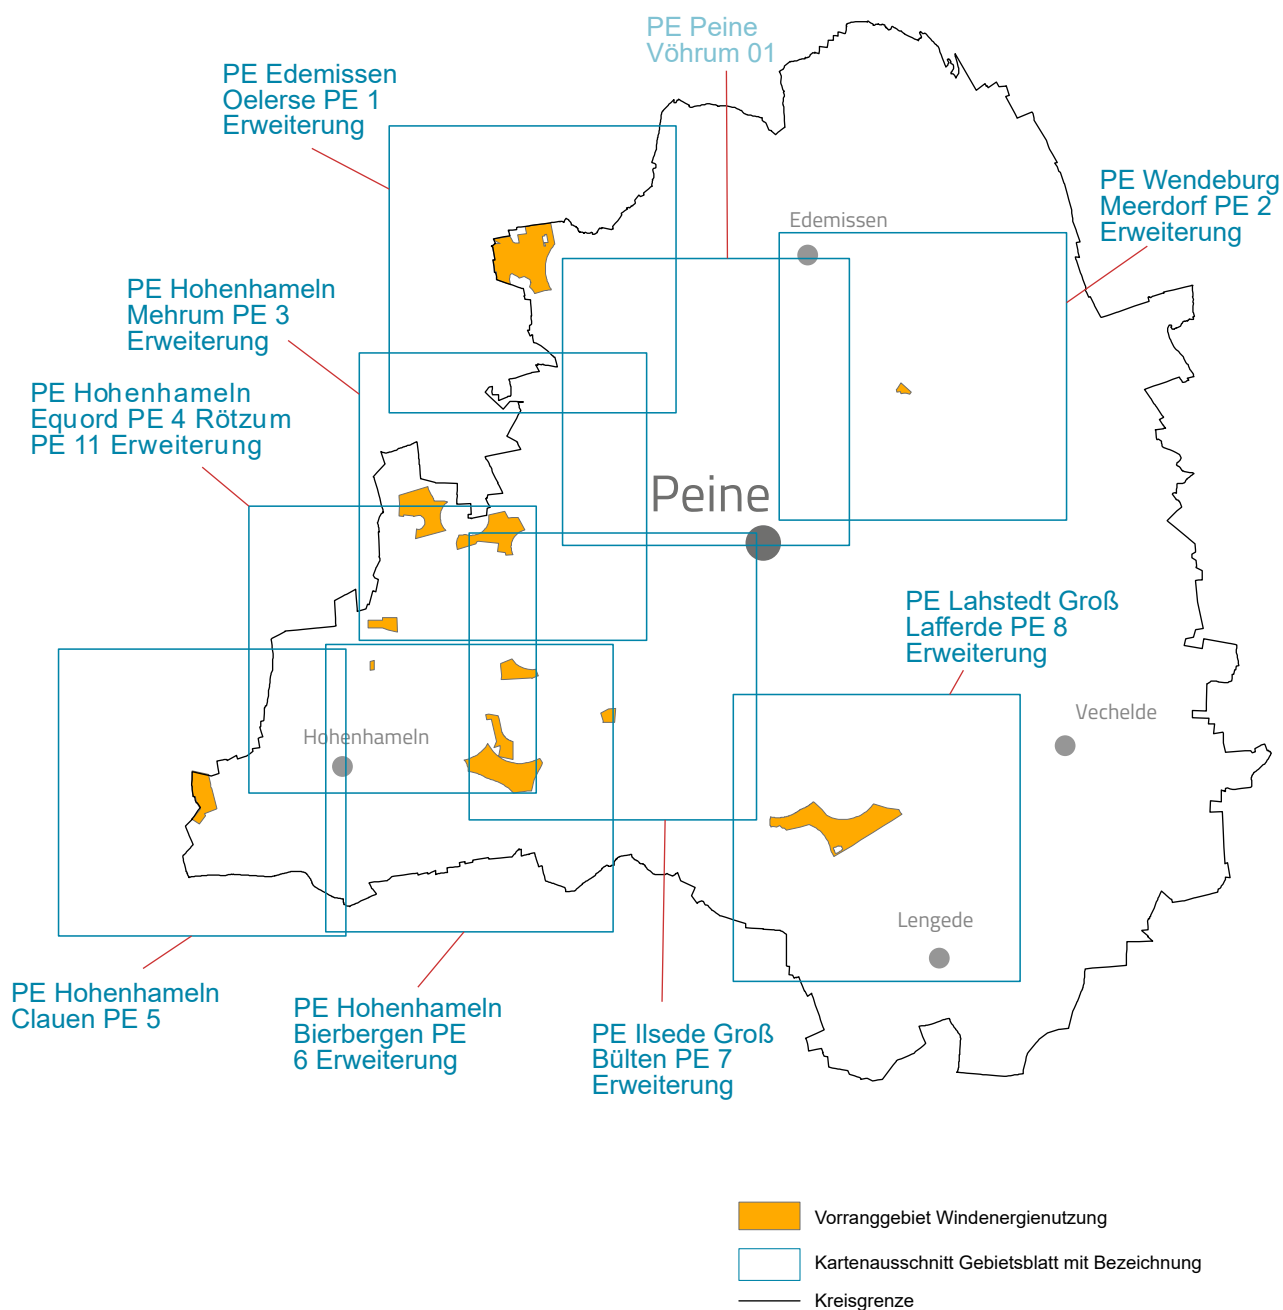 PE Peine
Vöhrum 01
PE Edemissen
Oelerse PE 1
Erweiterung
PE Wendeburg
Meerdorf PE 2
Erweiterung
Edemissen
PE Hohenhameln
Mehrum PE 3
Erweiterung
PE Hohenhameln
Equord PE 4 Rötzum
PE 11 Erweiterung
Peine
PE Lahstedt Groß
Lafferde PE 8
Erweiterung
Vechelde
Hohenhameln
Lengede
PE Hohenhameln
Clauen PE 5
PE Hohenhameln
Bierbergen PE
6 Erweiterung
PE Ilsede Groß
Bülten PE 7
Erweiterung
Vorranggebiet Windenergienutzung
Kartenausschnitt Gebietsblatt mit Bezeichnung
Kreisgrenze